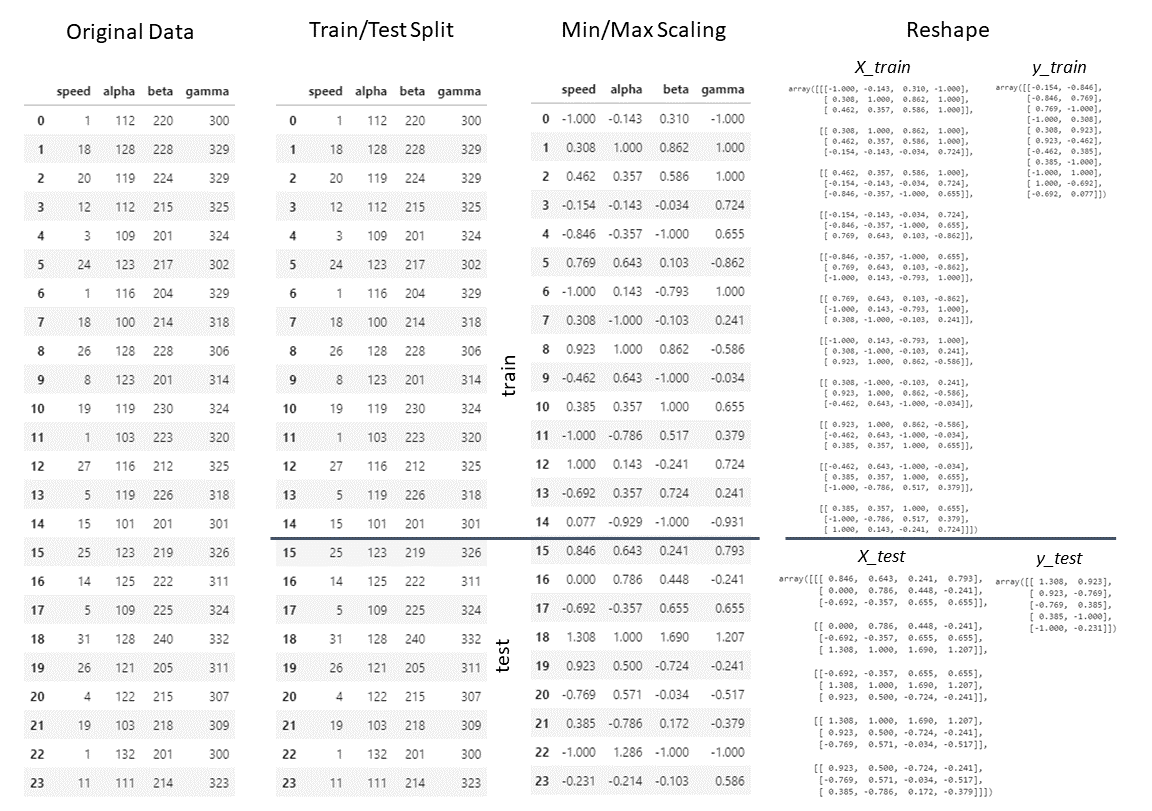 Original Data
speed alpha beta gamma
0 1 112 220 300
1 18 128 228 329
2 20 119 224 329
3 12 112 215 325
4 3 109 201 324
5 24 123 217 302
6 1 116 204 329
7 18 100 214 318
8 26 128 228 306
9 8 123 201 314
10 19 119 230 324
11 1 103 223 320
12 27 116 212 325
13 5 119 226 318
14 15 101 201 301
15 25 123 219 326
16 14 125 222 311
17 5 109 225 324
18 31 128 240 332
19 26 121 205 311
20 4 122 215 307
21 19 103 218 309
22 1 132 201 300
23 11 111 214 323
Train/Test Split
speed alpha beta gamma
0 1 112 220 300
1 18 128 228 329
2 20 119 224 329
3 12 112 215 325
4 3 109 201 324
5 24 123 217 302
6 1 116 204 329
7 18 100 214 318
8 26 128 228 306
9 8 123 201 314
10 19 119 230 324
11 1 103 223 320
12 27 116 212 325
13 5 119 226 318
14 15 101 201 301
15 25 123 219 326
16 14 125 222 311
17 5 109 225 324
18 31 128 240 332
19 26 121 205 311
20 4 122 215 307
21 19 103 218 309
22 1 132 201 300
23 11 111 214 323
train
test
Min/Max Scaling
speed alpha beta gamma
0 -1.000 -0.143 0.310 -1.000
1 0.308 1.000 0.862 1.000
2 0.462 0.357 0.586 1.000
3 -0.154 -0.143 -0.034 0.724
4 -0.846 -0.357 -1.000 0.655
5 0.769 0.643 0.103 -0.862
6 -1.000 0.143 -0.793 1.000
7 0.308 -1.000 -0.103 0.241
8 0.923 1.000 0.862 -0.586
9 -0.462 0.643 -1.000 -0.034
10 0.385 0.357 1.000 0.655
11 -1.000 -0.786 0.517 0.379
12 1.000 0.143 -0.241 0.724
13 -0.692 0.357 0.724 0.241
14 0.077 -0.929 -1.000 -0.931
15 0.846 0.643 0.241 0.793
16 0.000 0.786 0.448 -0.241
17 -0.692 -0.357 0.655 0.655
18 1.308 1.000 1.690 1.207
19 0.923 0.500 -0.724 -0.241
20 -0.769 0.571 -0.034 -0.517
21 0.385 -0.786 0.172 -0.379
22 -1.000 1.286 -1.000 -1.000
23 -0.231 -0.214 -0.103 0.586
Reshape
X_train
array([[[-1.000, -0.143, 0.310, -1.000],
[ 0.308, 1.000, 0.862, 1.000],
[ 0.462, 0.357, 0.586, 1.000]],
[[ 0.308, 1.000, 0.862, 1.000],
[ 0.462, 0.357, 0.586, 1.000],
[-0.154, -0.143, -0.034, 0.724]],
[[ 0.462, 0.357, 0.586, 1.000],
[-0.154, -0.143, -0.034, 0.724],
[-0.846, -0.357, -1.000, 0.655]],
[[-0.154, -0.143, -0.034, 0.724],
[-0.846, -0.357, -1.000, 0.655],
[ 0.769, 0.643, 0.103, -0.862]],
[[-0.846, -0.357, -1.000, 0.655],
[ 0.769, 0.643, 0.103, -0.862],
[-1.000, 0.143, -0.793, 1.000]],
[[ 0.769, 0.643, 0.103, -0.862],
[-1.000, 0.143, -0.793, 1.000],
[ 0.308, -1.000, -0.103, 0.241]],
[[-1.000, 0.143, -0.793, 1.000],
[ 0.308, -1.000, -0.103, 0.241],
[ 0.923, 1.000, 0.862, -0.586]],
[[ 0.308, -1.000, -0.103, 0.241],
[ 0.923, 1.000, 0.862, -0.586],
[-0.462, 0.643, -1.000, -0.034]],
[[ 0.923, 1.000, 0.862, -0.586],
[-0.462, 0.643, -1.000, -0.034],
[ 0.385, 0.357, 1.000, 0.655]],
[[-0.462, 0.643, -1.000, -0.034],
[ 0.385, 0.357, 1.000, 0.655],
[-1.000, -0.786, 0.517, 0.379]],
[[ 0.385, 0.357, 1.000, 0.655],
[-1.000, -0.786, 0.517, 0.379],
[ 1.000, 0.143, -0.241, 0.724]]])
y_train
array([[-0.154, -0.846],
[-0.846, 0.769],
[ 0.769, -1.000],
[-1.000, 0.308],
[ 0.308, 0.923],
[ 0.923, -0.462],
[-0.462, 0.385],
[ 0.385, -1.000],
[-1.000, 1.000],
[ 1.000, -0.692],
[-0.692, 0.077]])
X_test
array([[[ 0.846, 0.643, 0.241, 0.793],
[ 0.000, 0.786, 0.448, -0.241],
[-0.692, -0.357, 0.655, 0.655]],
[[ 0.000, 0.786, 0.448, -0.241],
[-0.692, -0.357, 0.655, 0.655],
[ 1.308, 1.000, 1.690, 1.207]],
[[-0.692, -0.357, 0.655, 0.655],
[ 1.308, 1.000, 1.690, 1.207],
[ 0.923, 0.500, -0.724, -0.241]],
[[ 1.308, 1.000, 1.690, 1.207],
[ 0.923, 0.500, -0.724, -0.241],
[-0.769, 0.571, -0.034, -0.517]],
[[ 0.923, 0.500, -0.724, -0.241],
[-0.769, 0.571, -0.034, -0.517],
[ 0.385, -0.786, 0.172, -0.379]]])
y_test
array([[ 1.308, 0.923],
[ 0.923, -0.769],
[-0.769, 0.385],
[ 0.385, -1.000],
[-1.000, -0.231]])